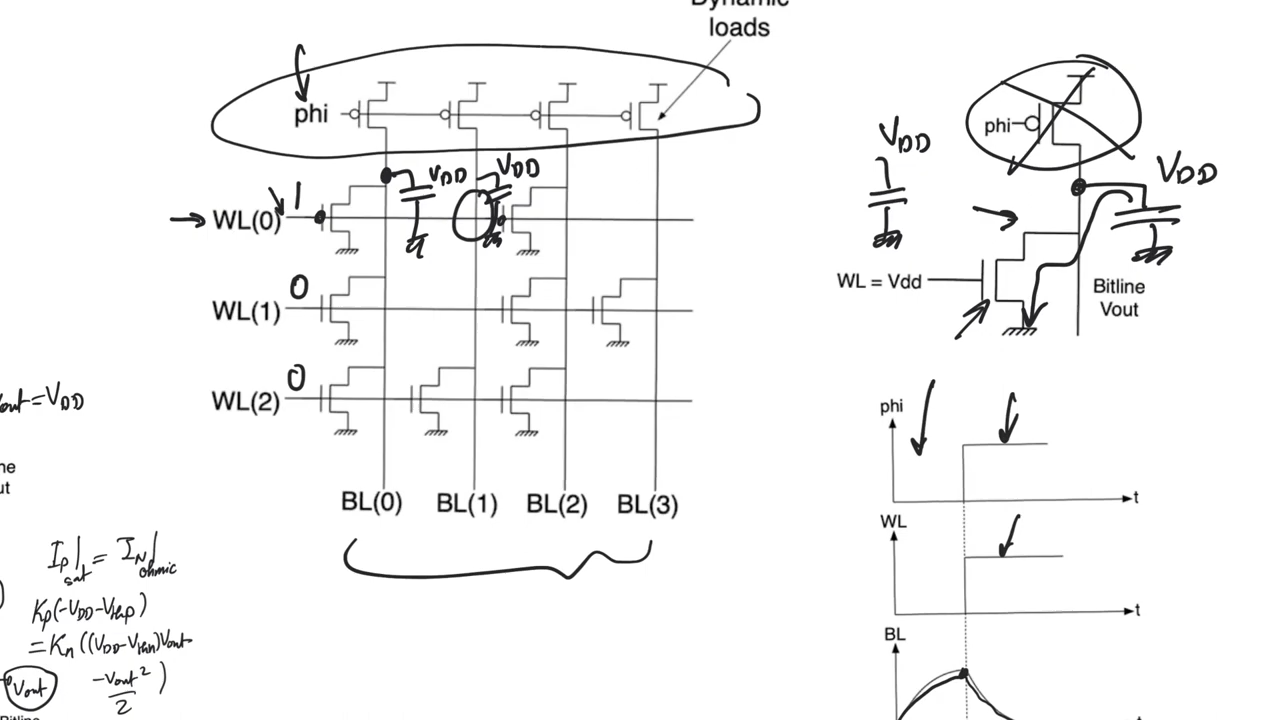 Dynamic
loads
phi
VDD
VDD
1
WL(0)
0
WL(1)
0
WL(2)
BL(0) BL(1) BL(2) BL(3)
phi
VDD
VDD
WL = Vdd
Bitline
Vout
phi
t
WL
t
BL
t
out=VDD
ne
ut
Ip|sat = IN|ohmic
Kp(-VDD-Vthp)
=Kn((VDD-Vthn)Vout
-Vout²/2)
Vout
Bitline